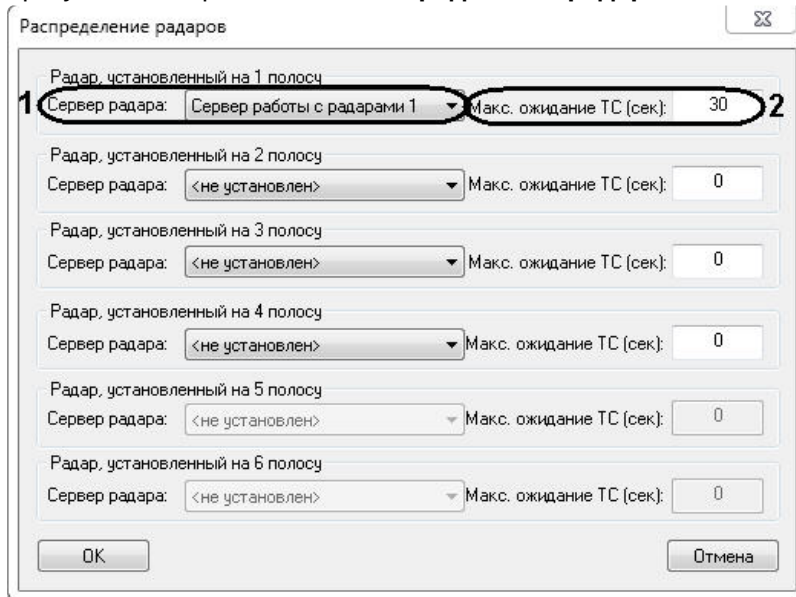 Распределение радаров
Радар, установленный на 1 полосу
1 Сервер радара: Сервер работы с радарами 1 Макс. ожидание ТС (сек): 30 2
Радар, установленный на 2 полосу
Сервер радара: <не установлен> Макс. ожидание ТС (сек): 0
Радар, установленный на 3 полосу
Сервер радара: <не установлен> Макс. ожидание ТС (сек): 0
Радар, установленный на 4 полосу
Сервер радара: <не установлен> Макс. ожидание ТС (сек): 0
Радар, установленный на 5 полосу
Сервер радара: <не установлен> Макс. ожидание ТС (сек): 0
Радар, установленный на 6 полосу
Сервер радара: <не установлен> Макс. ожидание ТС (сек): 0
OK Отмена